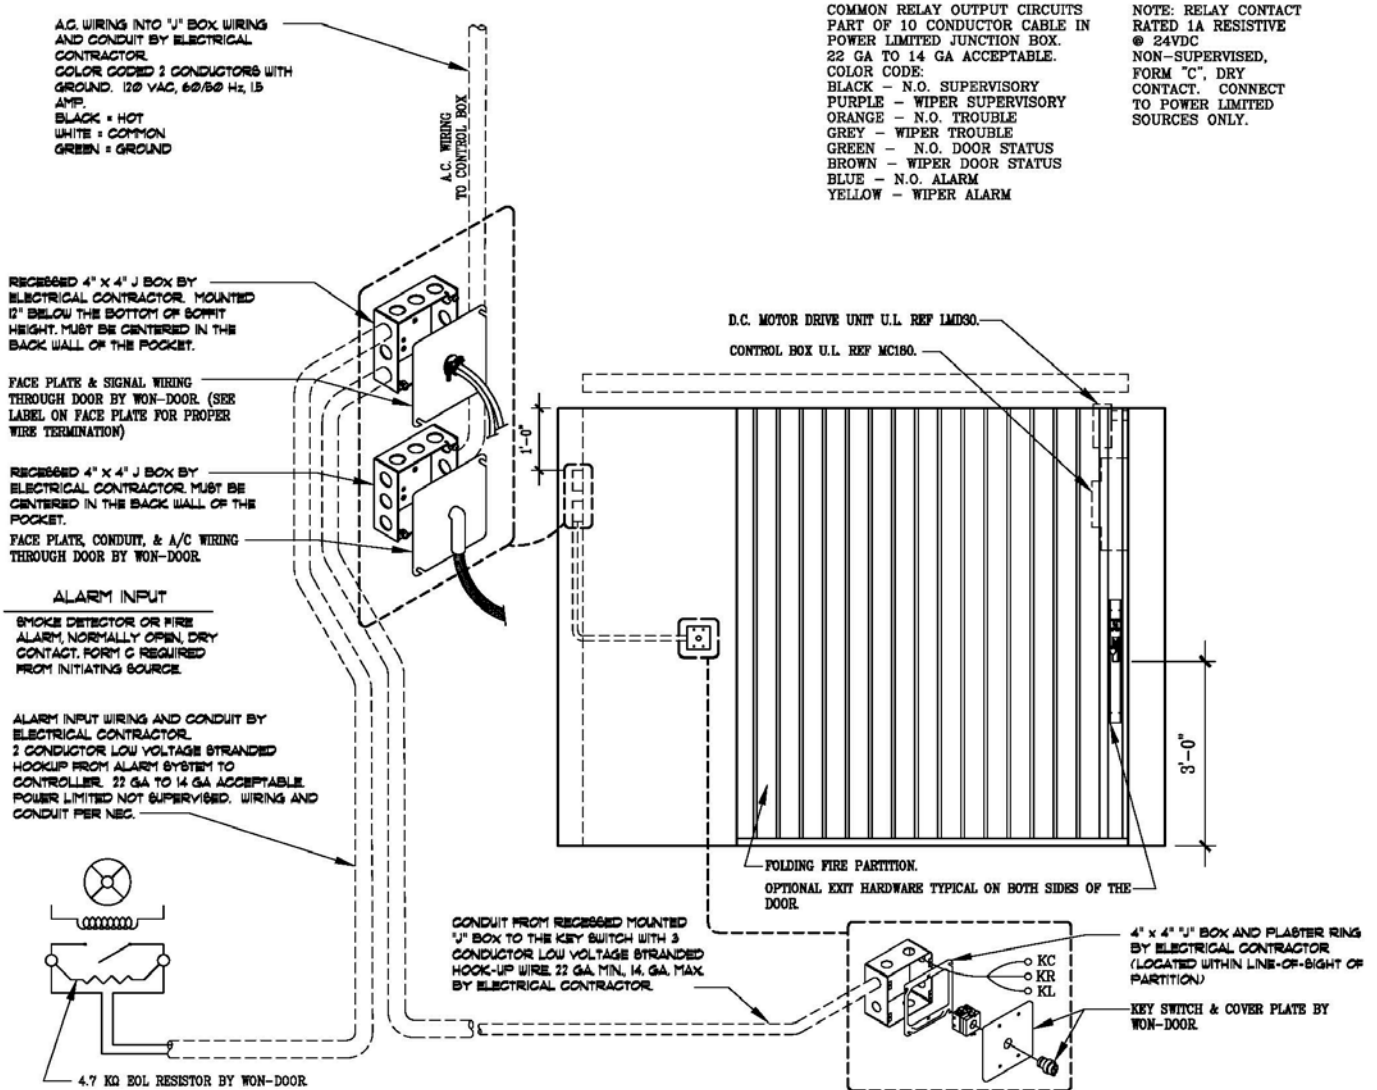 A.C. WIRING INTO "J" BOX. WIRING
AND CONDUIT BY ELECTRICAL
CONTRACTOR.
COLOR CODED 2 CONDUCTORS WITH
GROUND. 120 VAC, 60/50 Hz, 1.5
AMP.
BLACK = HOT
WHITE = COMMON
GREEN = GROUND
A.C. WIRING
TO CONTROL BOX
COMMON RELAY OUTPUT CIRCUITS
PART OF 10 CONDUCTOR CABLE IN
POWER LIMITED JUNCTION BOX.
22 GA TO 14 GA ACCEPTABLE.
COLOR CODE:
BLACK – N.O. SUPERVISORY
PURPLE – WIPER SUPERVISORY
ORANGE – N.O. TROUBLE
GREY – WIPER TROUBLE
GREEN – N.O. DOOR STATUS
BROWN – WIPER DOOR STATUS
BLUE – N.O. ALARM
YELLOW – WIPER ALARM
NOTE: RELAY CONTACT
RATED 1A RESISTIVE
@ 24VDC
NON–SUPERVISED,
FORM "C", DRY
CONTACT. CONNECT
TO POWER LIMITED
SOURCES ONLY.
RECESSED 4" X 4" J BOX BY
ELECTRICAL CONTRACTOR. MOUNTED
12" BELOW THE BOTTOM OF SOFFIT
HEIGHT. MUST BE CENTERED IN THE
BACK WALL OF THE POCKET.
FACE PLATE & SIGNAL WIRING
THROUGH DOOR BY WON-DOOR. (SEE
LABEL ON FACE PLATE FOR PROPER
WIRE TERMINATION)
RECESSED 4" X 4" J BOX BY
ELECTRICAL CONTRACTOR. MUST BE
CENTERED IN THE BACK WALL OF THE
POCKET.
FACE PLATE, CONDUIT, & A/C WIRING
THROUGH DOOR BY WON-DOOR.
D.C. MOTOR DRIVE UNIT U.L. REF LMD30.
CONTROL BOX U.L. REF MC180.
1'-0"
3'-0"
ALARM INPUT
SMOKE DETECTOR OR FIRE
ALARM, NORMALLY OPEN, DRY
CONTACT. FORM C REQUIRED
FROM INITIATING SOURCE.
ALARM INPUT WIRING AND CONDUIT BY
ELECTRICAL CONTRACTOR.
2 CONDUCTOR LOW VOLTAGE STRANDED
HOOKUP FROM ALARM SYSTEM TO
CONTROLLER. 22 GA TO 14 GA ACCEPTABLE.
POWER LIMITED NOT SUPERVISED. WIRING AND
CONDUIT PER NEC.
FOLDING FIRE PARTITION.
OPTIONAL EXIT HARDWARE TYPICAL ON BOTH SIDES OF THE
DOOR.
CONDUIT FROM RECESSED MOUNTED
"J" BOX TO THE KEY SWITCH WITH 3
CONDUCTOR LOW VOLTAGE STRANDED
HOOK-UP WIRE. 22 GA. MIN., 14. GA. MAX.
BY ELECTRICAL CONTRACTOR.
KC
KR
KL
4" x 4" "J" BOX AND PLASTER RING
BY ELECTRICAL CONTRACTOR
(LOCATED WITHIN LINE-OF-SIGHT OF
PARTITION)
KEY SWITCH & COVER PLATE BY
WON-DOOR.
4.7 KΩ EOL RESISTOR BY WON-DOOR.